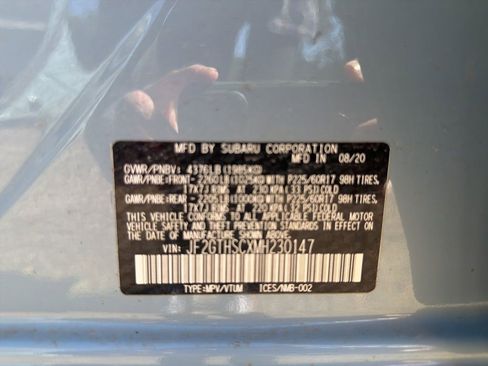 MFD BY SUBARU CORPORATION
MFD IN 08/20
GVWR/PNBV: 4376LB(1985KG)
GAWR/PNBE:FRONT- 2260LB(1025KG)WITH P225/60R17 98H TIRES.
17X7J RIMS AT 230 KPA( 33 PSI)COLD
GAWR/PNBE:REAR- 2205LB(1000KG)WITH P225/60R17 98H TIRES.
17X7J RIMS AT 220 KPA( 32 PSI)COLD
THIS VEHICLE CONFORMS TO ALL APPLICABLE FEDERAL MOTOR
VEHICLE SAFETY, BUMPER, AND THEFT PREVENTION STANDARDS
IN EFFECT ON THE DATE OF MANUFACTURE SHOWN ABOVE.
VIN: JF2GTHSCXMH230147
TYPE:MPV/VTUM ICES/NMB-002